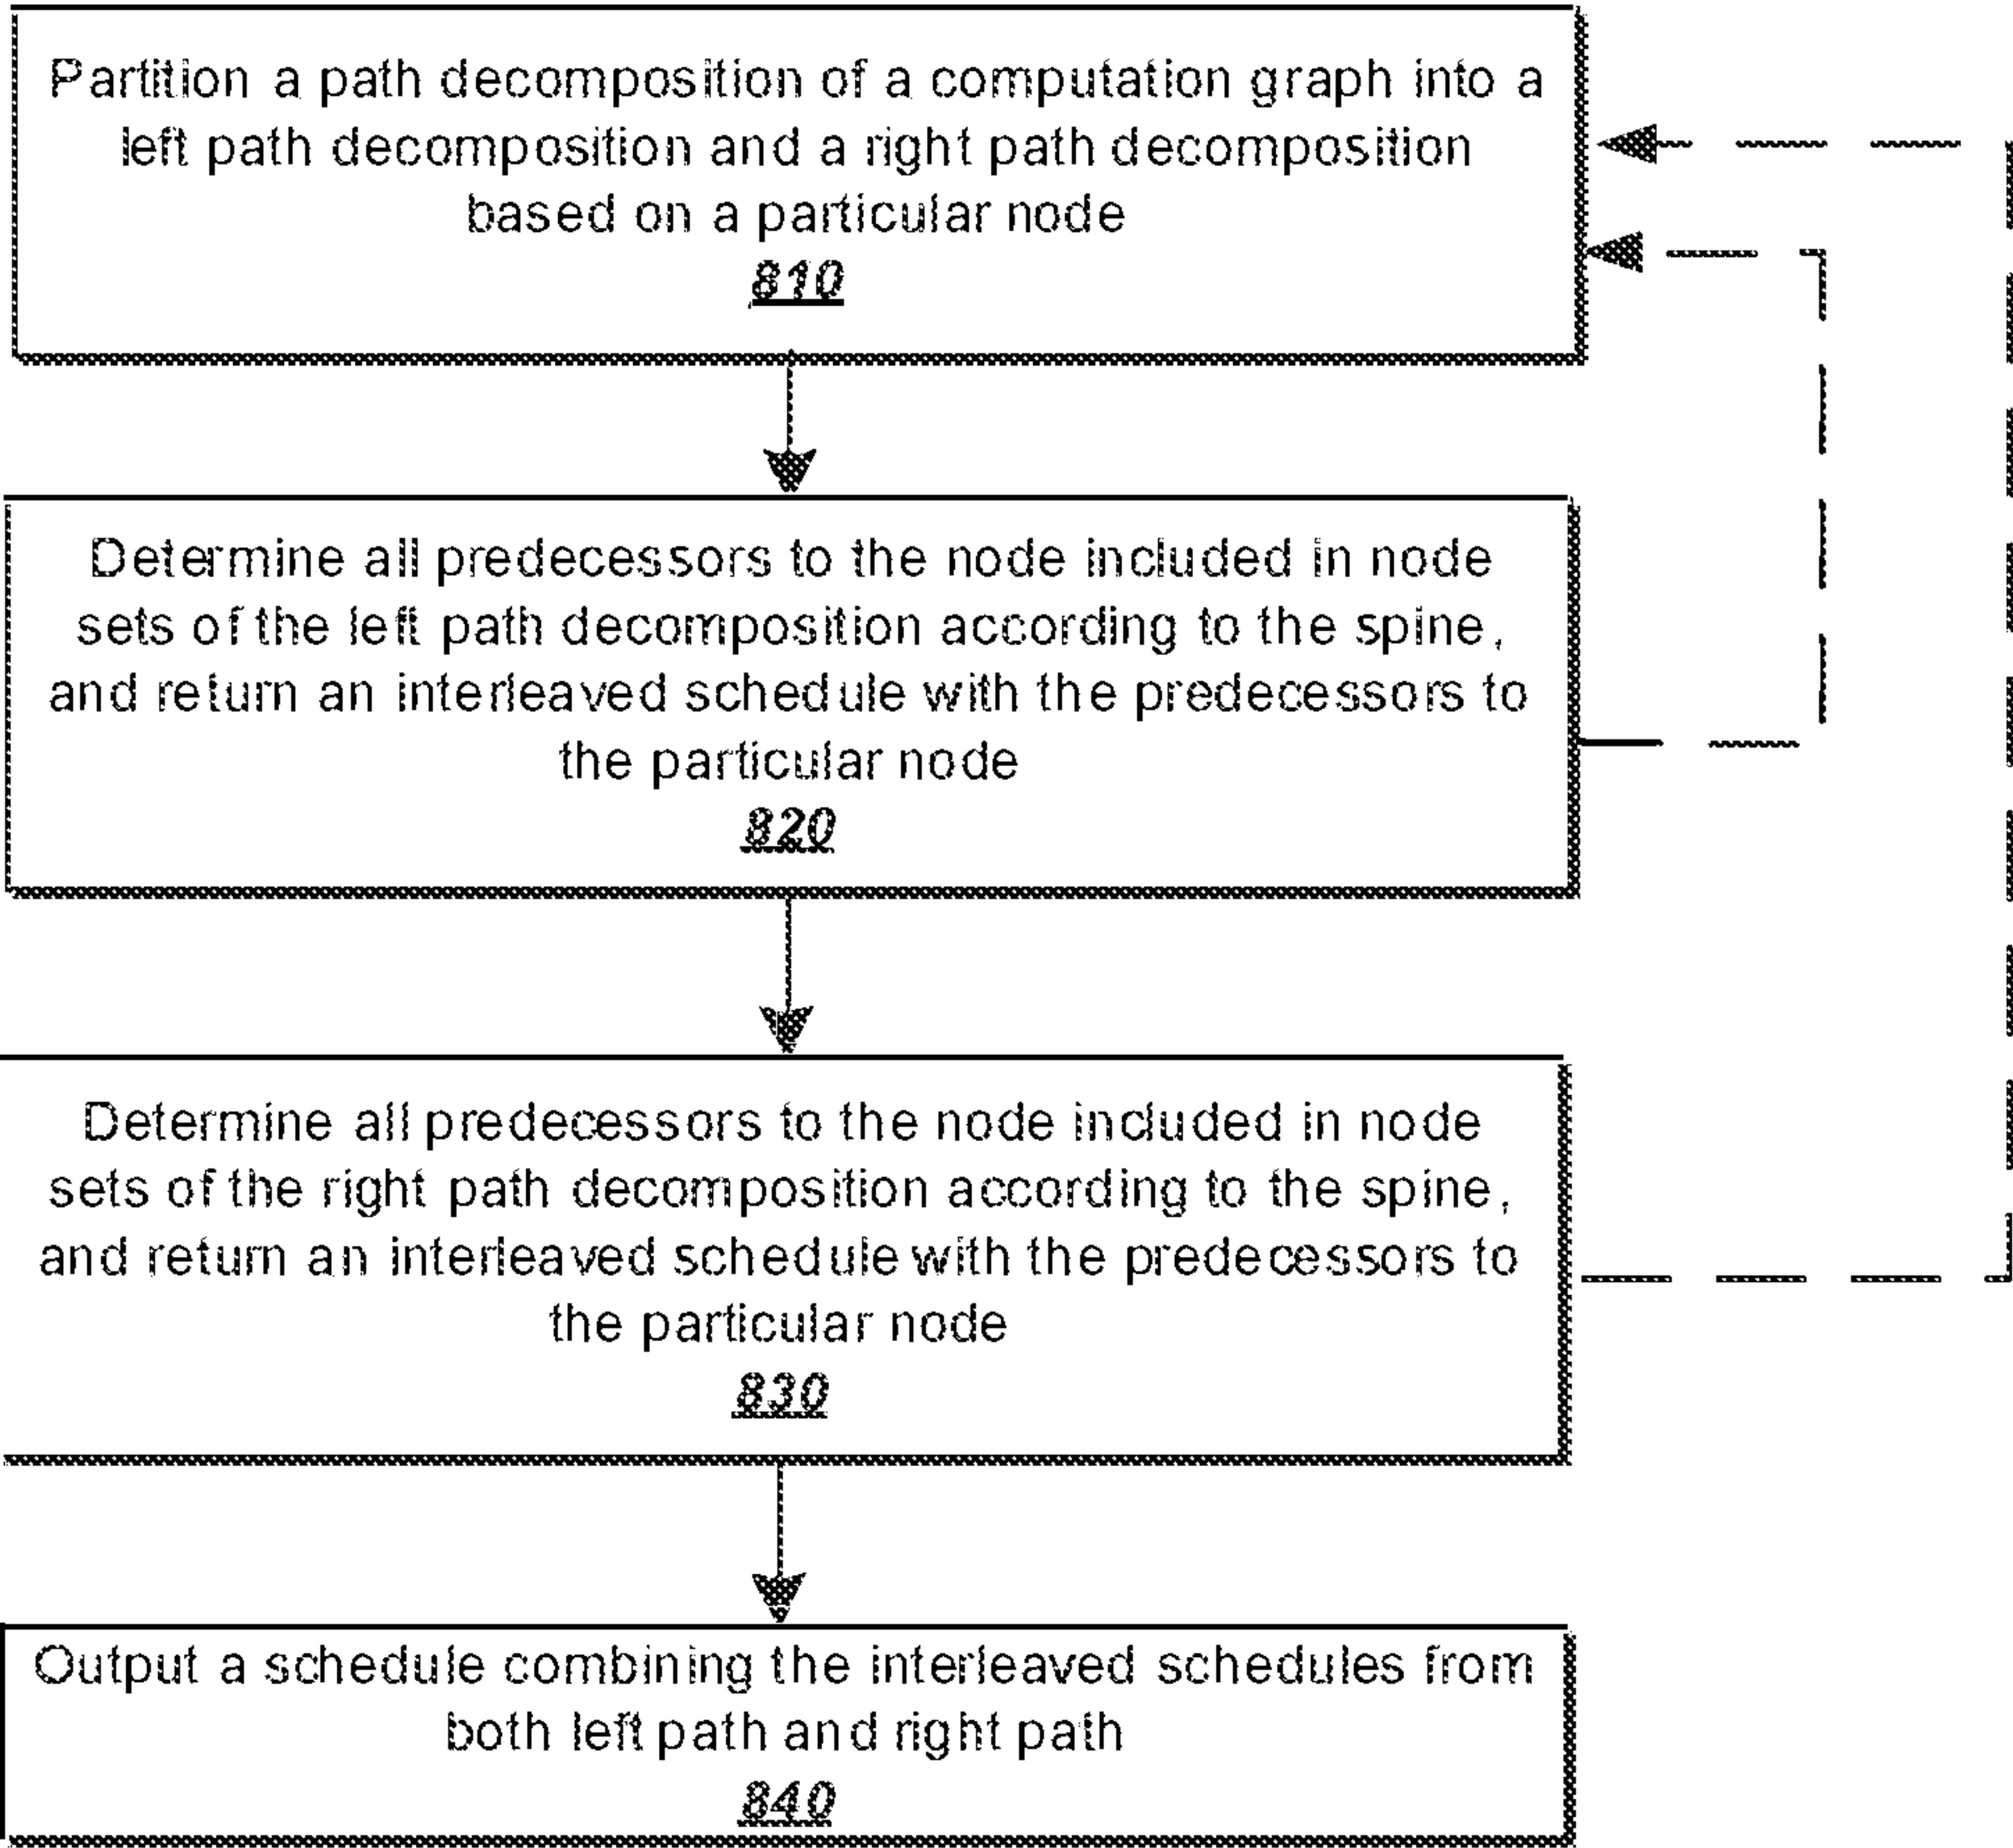 Partition a path decomposition of a computation graph into a
left path decomposition and a right path decomposition
based on a particular node
810
Determine all predecessors to the node included in node
sets of the left path decomposition according to the spine,
and return an interleaved schedule with the predecessors to
the particular node
820
Determine all predecessors to the node included in node
sets of the right path decomposition according to the spine,
and return an interleaved schedule with the predecessors to
the particular node
830
Output a schedule combining the interleaved schedules from
both left path and right path
840